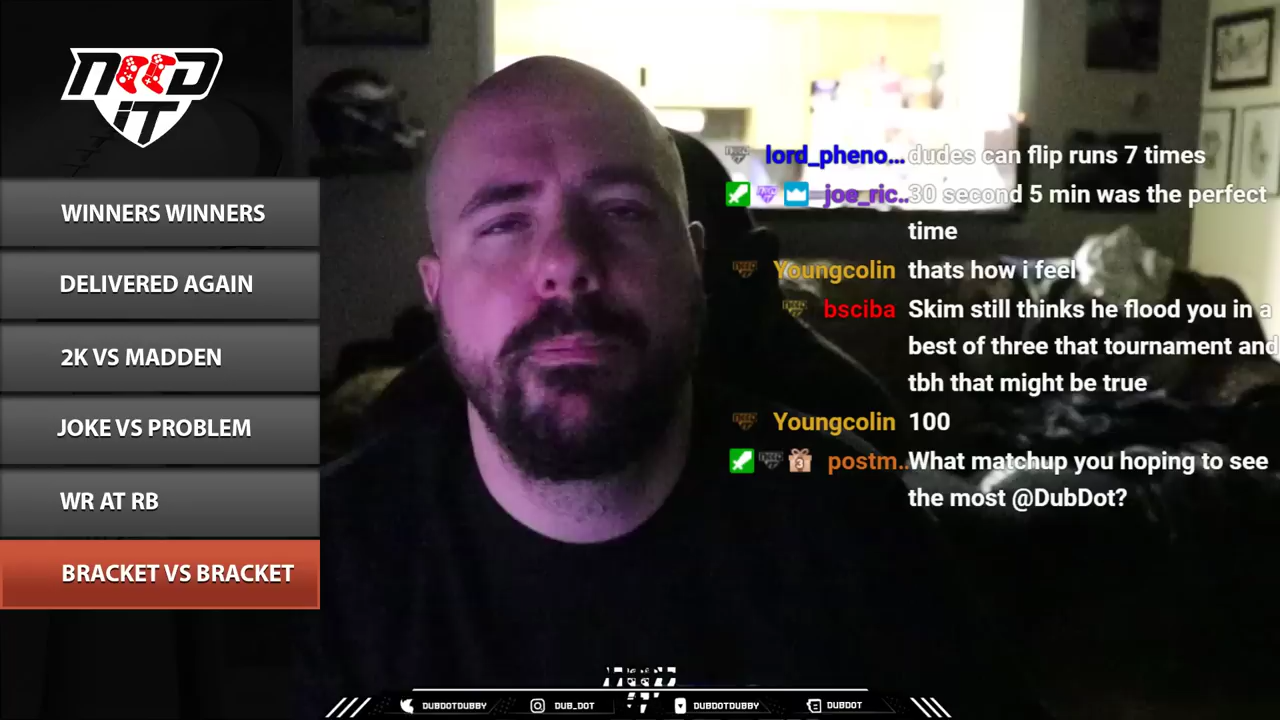 NEED
iT
WINNERS WINNERS
DELIVERED AGAIN
2K VS MADDEN
JOKE VS PROBLEM
WR AT RB
BRACKET VS BRACKET
lord_pheno... dudes can flip runs 7 times
joe_ric.. 30 second 5 min was the perfect
time
Youngcolin thats how i feel
bsciba Skim still thinks he flood you in a
best of three that tournament and
tbh that might be true
Youngcolin 100
3 postm.. What matchup you hoping to see
the most @DubDot?
DUBDOTDUBBY DUB_DOT DUBDOTDUBBY DUBDOT